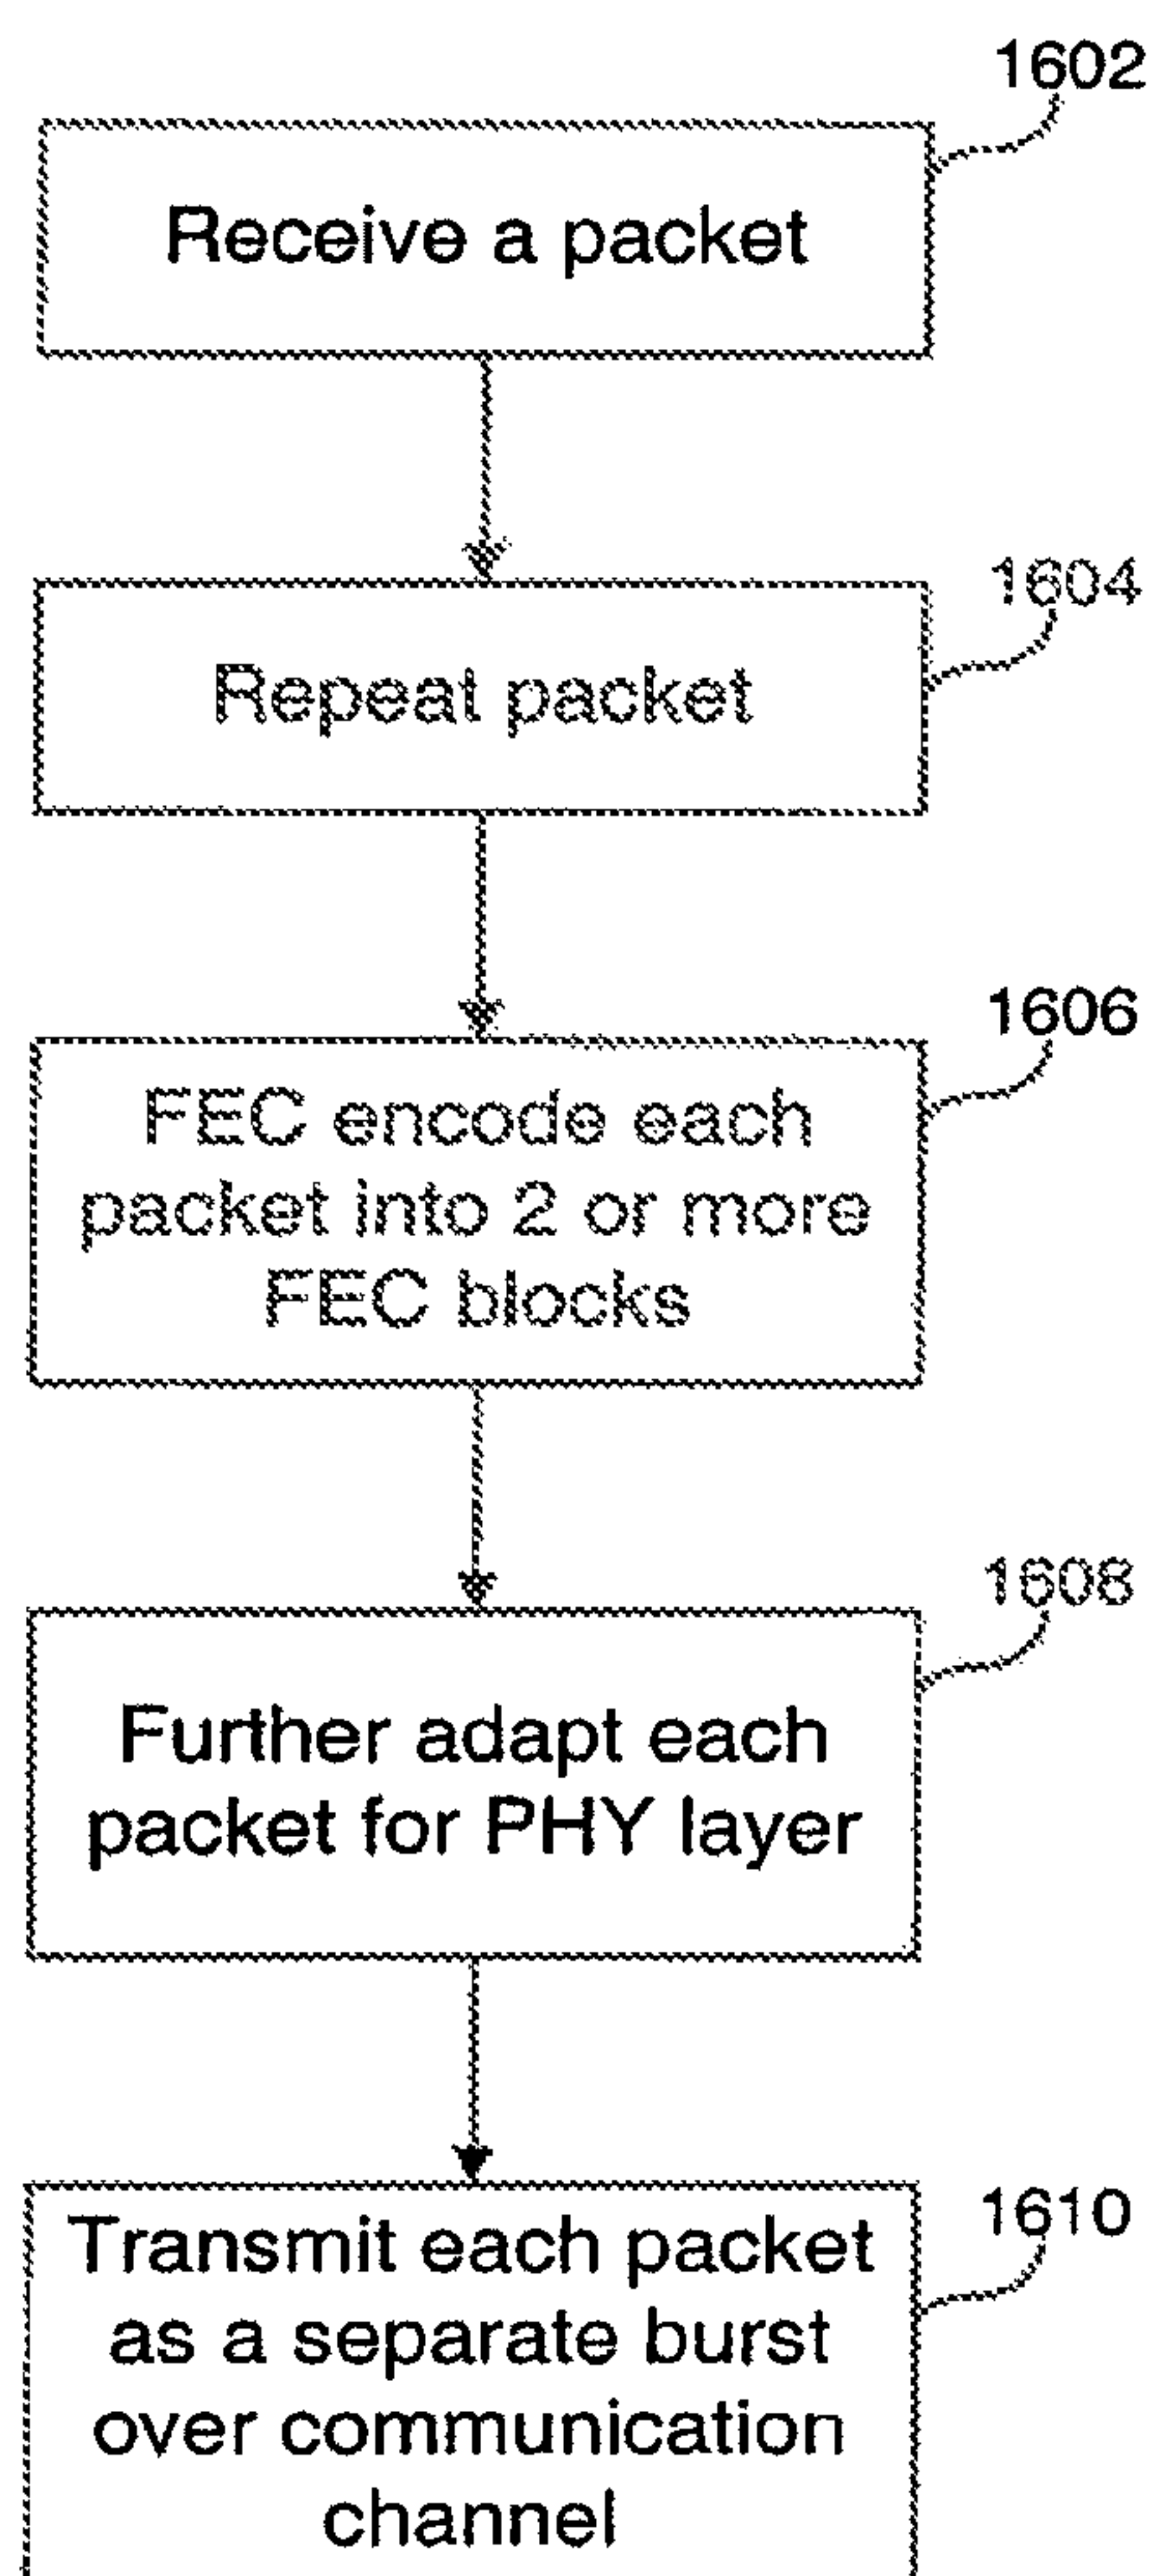 1602
Receive a packet
1604
Repeat packet
1606
FEC encode each
packet into 2 or more
FEC blocks
1608
Further adapt each
packet for PHY layer
1610
Transmit each packet
as a separate burst
over communication
channel